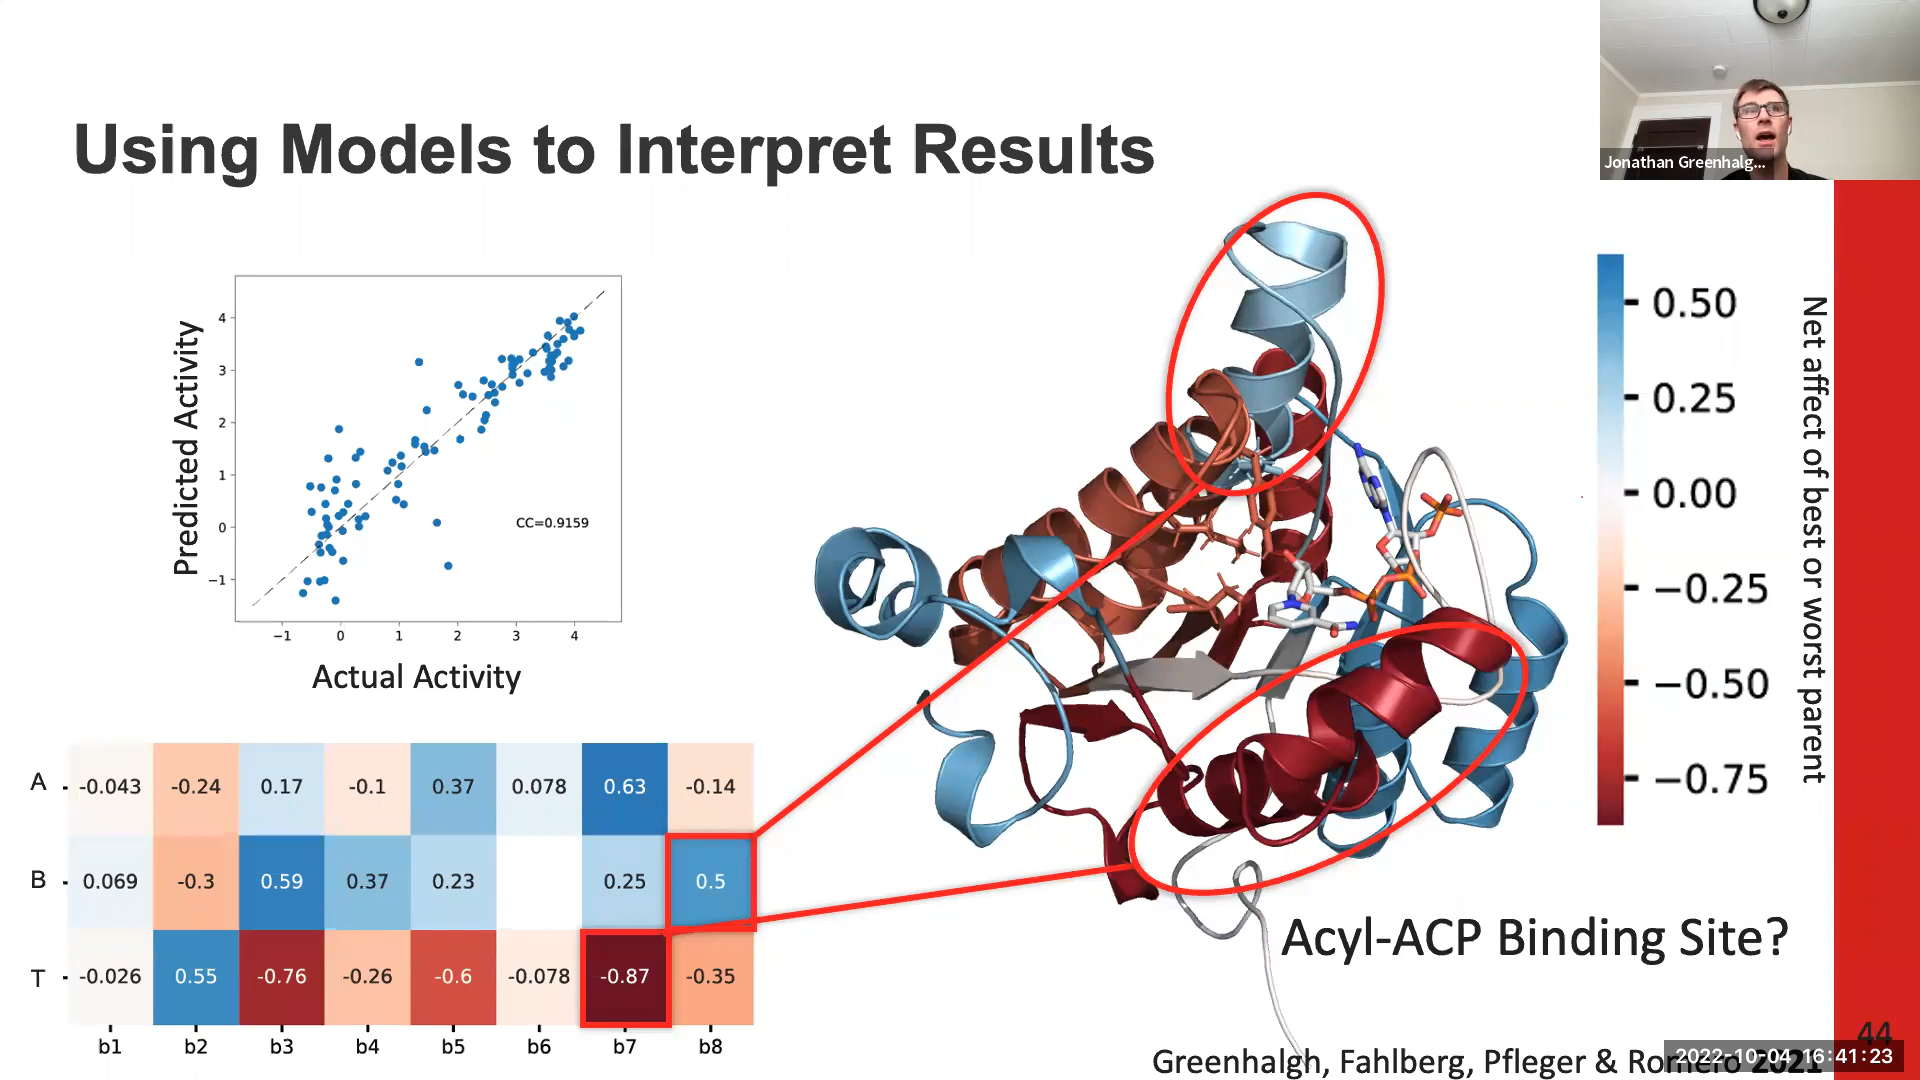 Using Models to Interpret Results
Jonathan Greenhalg...
Predicted Activity
4
3
2
1
0
−1
CC=0.9159
−1 0 1 2 3 4
Actual Activity
0.50
0.25
0.00
−0.25
−0.50
−0.75
Net affect of best or worst parent
A -0.043 -0.24 0.17 -0.1 0.37 0.078 0.63 -0.14
B 0.069 -0.3 0.59 0.37 0.23 0.25 0.5
T -0.026 0.55 -0.76 -0.26 -0.6 -0.078 -0.87 -0.35
b1 b2 b3 b4 b5 b6 b7 b8
Acyl-ACP Binding Site?
44
Greenhalgh, Fahlberg, Pfleger & Romero 2021
2022-10-04 16:41:23